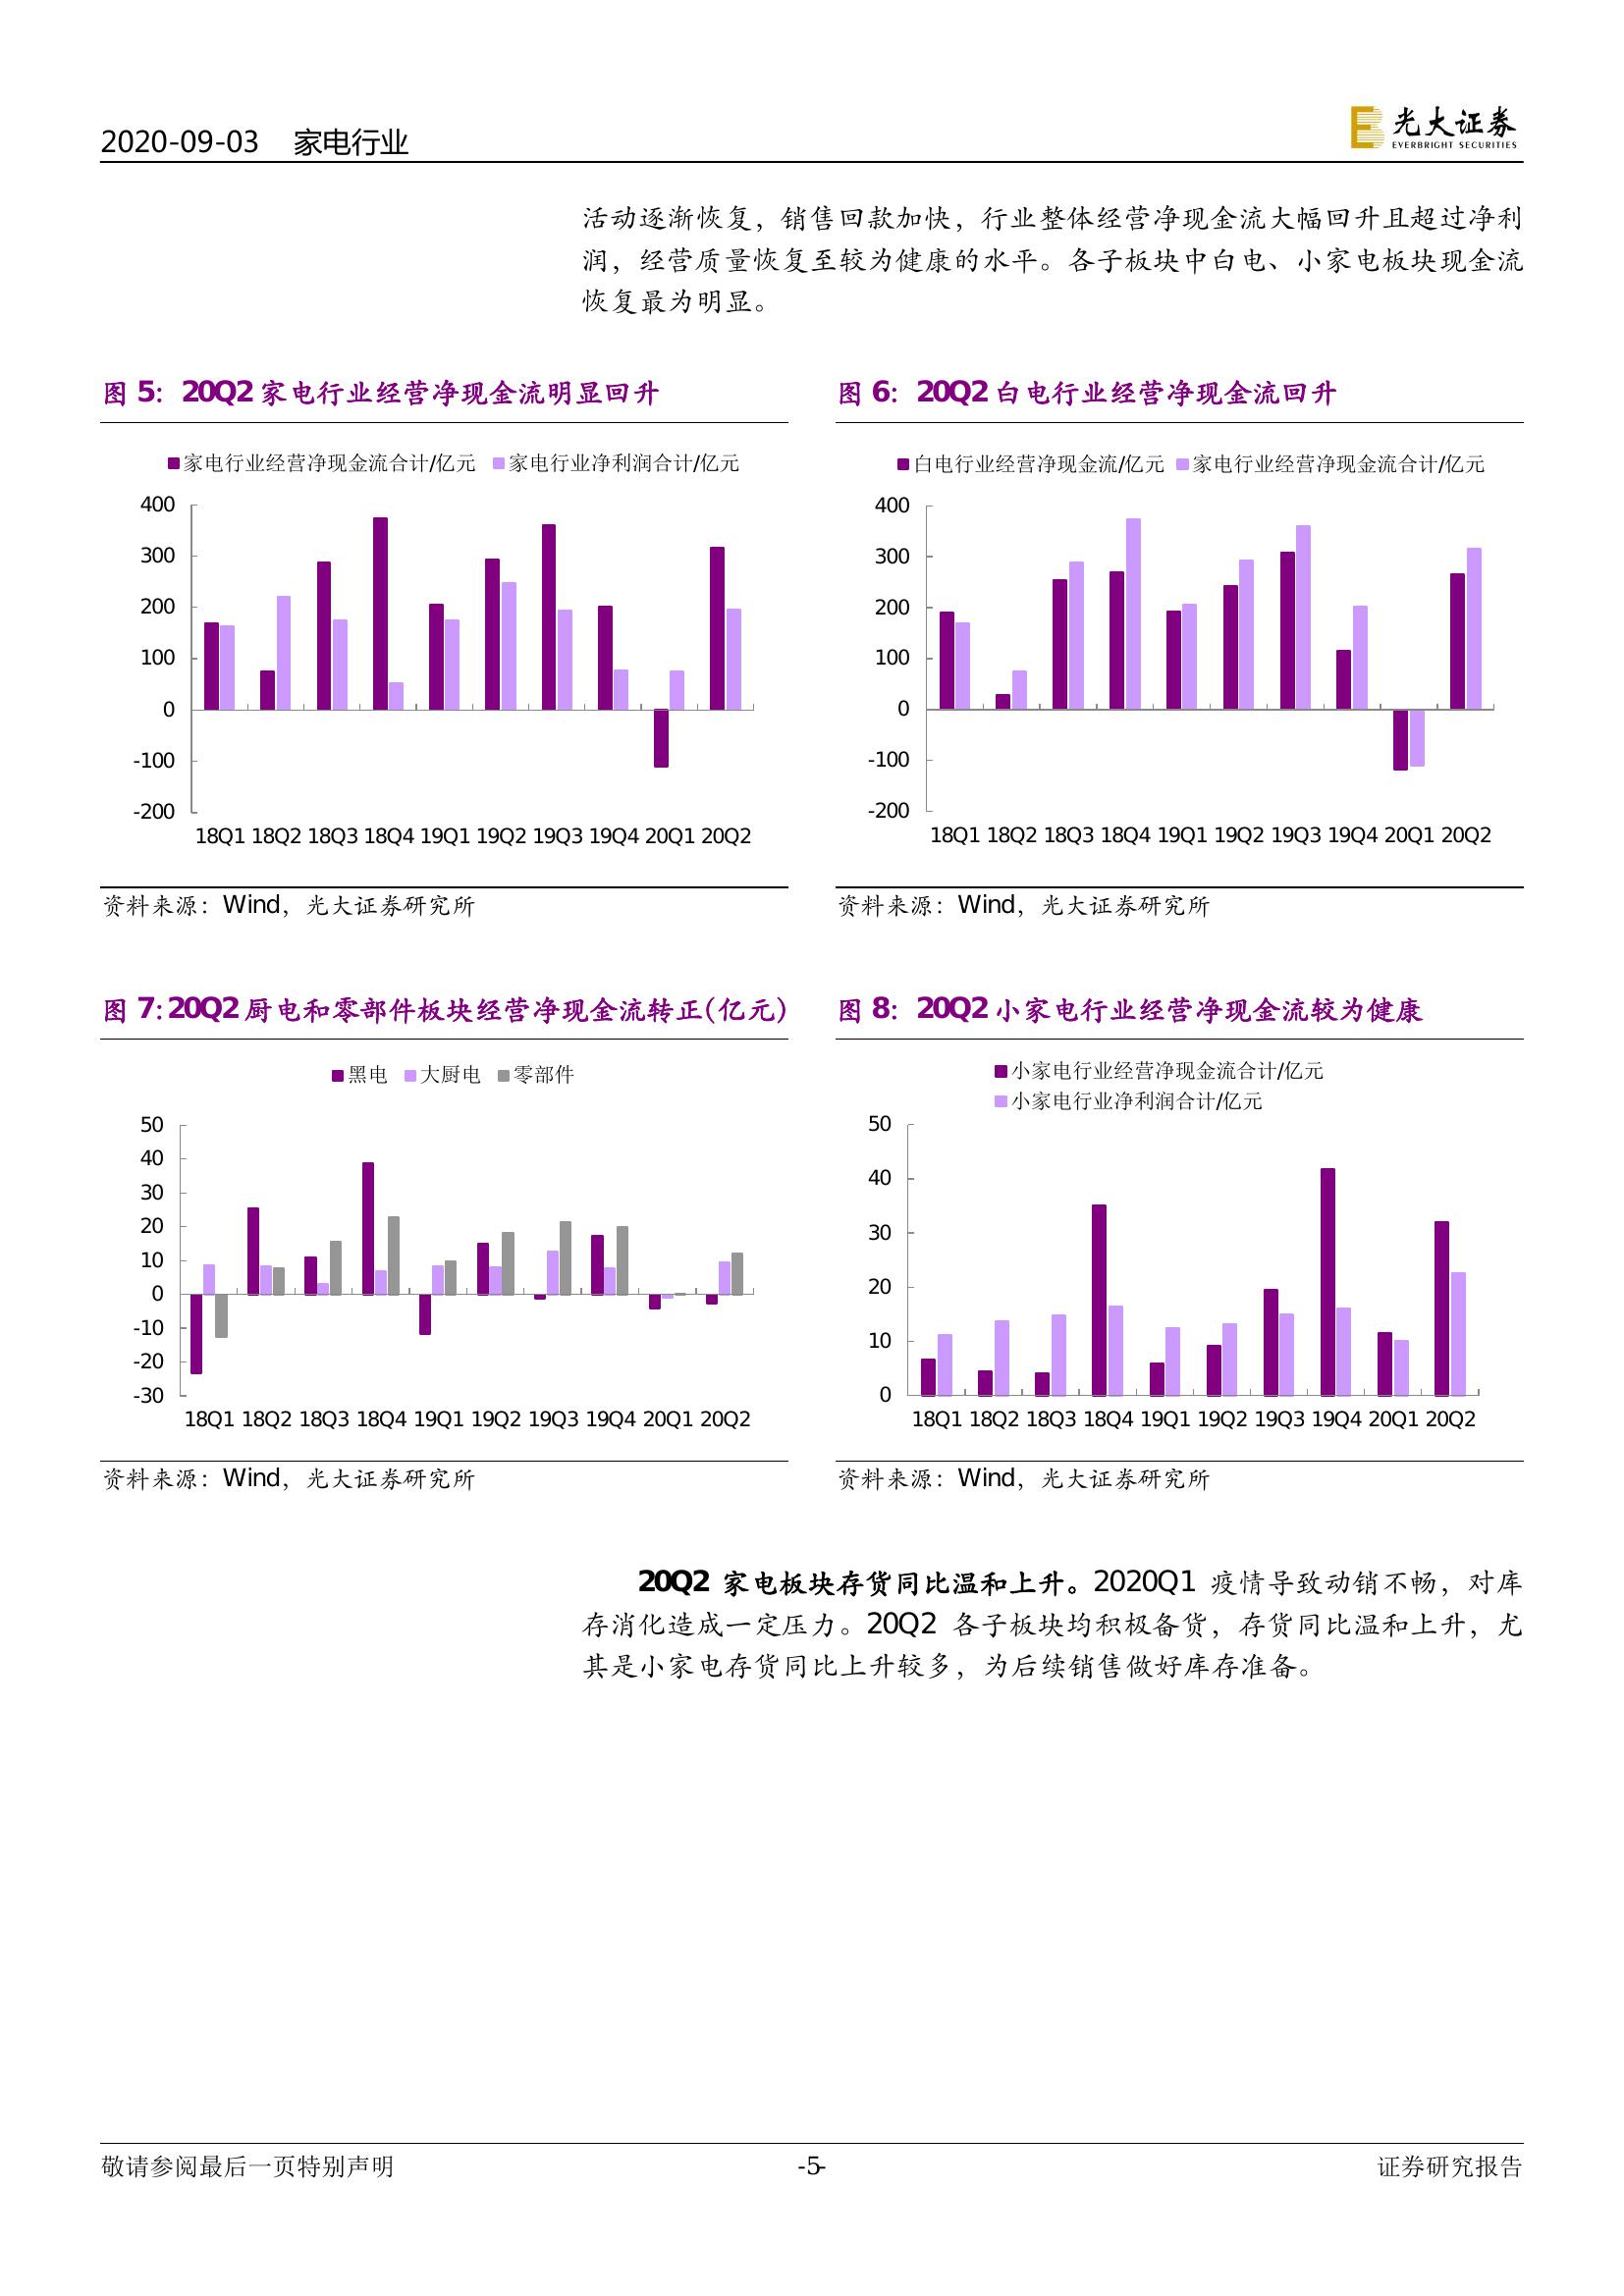 2020-09-03 家电行业
光大证券
EVERBRIGHT SECURITIES
活动逐渐恢复，销售回款加快，行业整体经营净现金流大幅回升且超过净利
润，经营质量恢复至较为健康的水平。各子板块中白电、小家电板块现金流
恢复最为明显。
图 5：20Q2 家电行业经营净现金流明显回升
家电行业经营净现金流合计/亿元 家电行业净利润合计/亿元
400
300
200
100
0
-100
-200
18Q1 18Q2 18Q3 18Q4 19Q1 19Q2 19Q3 19Q4 20Q1 20Q2
资料来源：Wind，光大证券研究所
图 6：20Q2 白电行业经营净现金流回升
白电行业经营净现金流/亿元 家电行业经营净现金流合计/亿元
400
300
200
100
0
-100
-200
18Q1 18Q2 18Q3 18Q4 19Q1 19Q2 19Q3 19Q4 20Q1 20Q2
资料来源：Wind，光大证券研究所
图 7：20Q2 厨电和零部件板块经营净现金流转正(亿元)
黑电 大厨电 零部件
50
40
30
20
10
0
-10
-20
-30
18Q1 18Q2 18Q3 18Q4 19Q1 19Q2 19Q3 19Q4 20Q1 20Q2
资料来源：Wind，光大证券研究所
图 8：20Q2 小家电行业经营净现金流较为健康
小家电行业经营净现金流合计/亿元
小家电行业净利润合计/亿元
50
40
30
20
10
0
18Q1 18Q2 18Q3 18Q4 19Q1 19Q2 19Q3 19Q4 20Q1 20Q2
资料来源：Wind，光大证券研究所
20Q2 家电板块存货同比温和上升。2020Q1 疫情导致动销不畅，对库
存消化造成一定压力。20Q2 各子板块均积极备货，存货同比温和上升，尤
其是小家电存货同比上升较多，为后续销售做好库存准备。
敬请参阅最后一页特别声明 -5- 证券研究报告